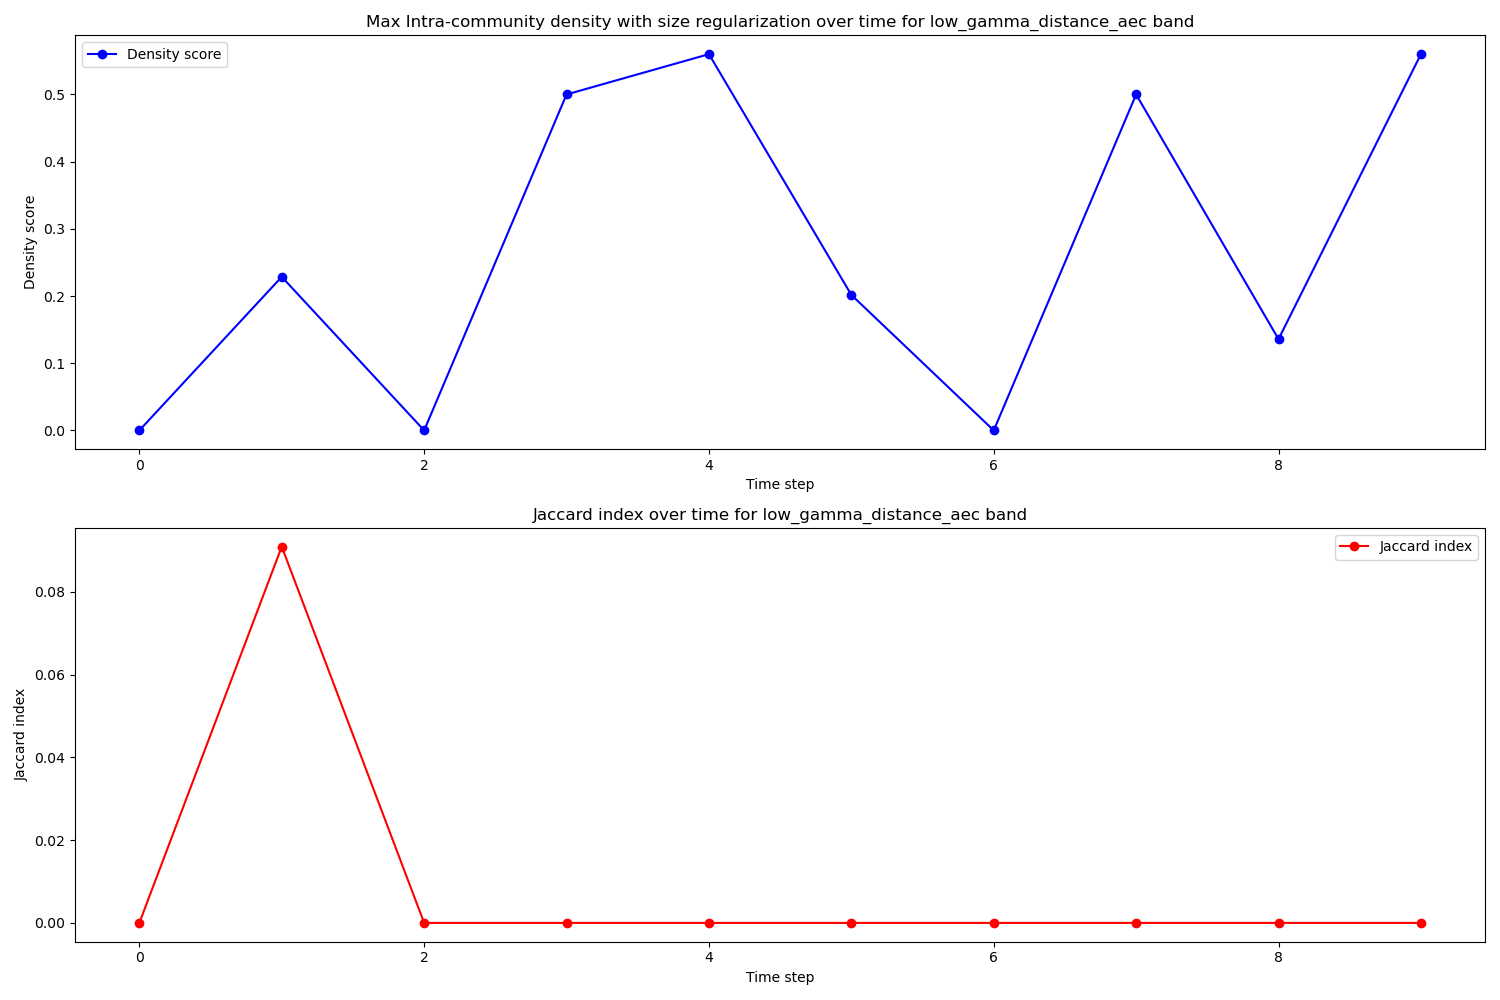 Max Intra-community density with size regularization over time for low_gamma_distance_aec band
Density score
0.5
0.4
0.3
0.2
0.1
0.0
Density score
0 2 4 6 8
Time step
Jaccard index over time for low_gamma_distance_aec band
Jaccard index
0.08
0.06
0.04
0.02
0.00
Jaccard index
0 2 4 6 8
Time step